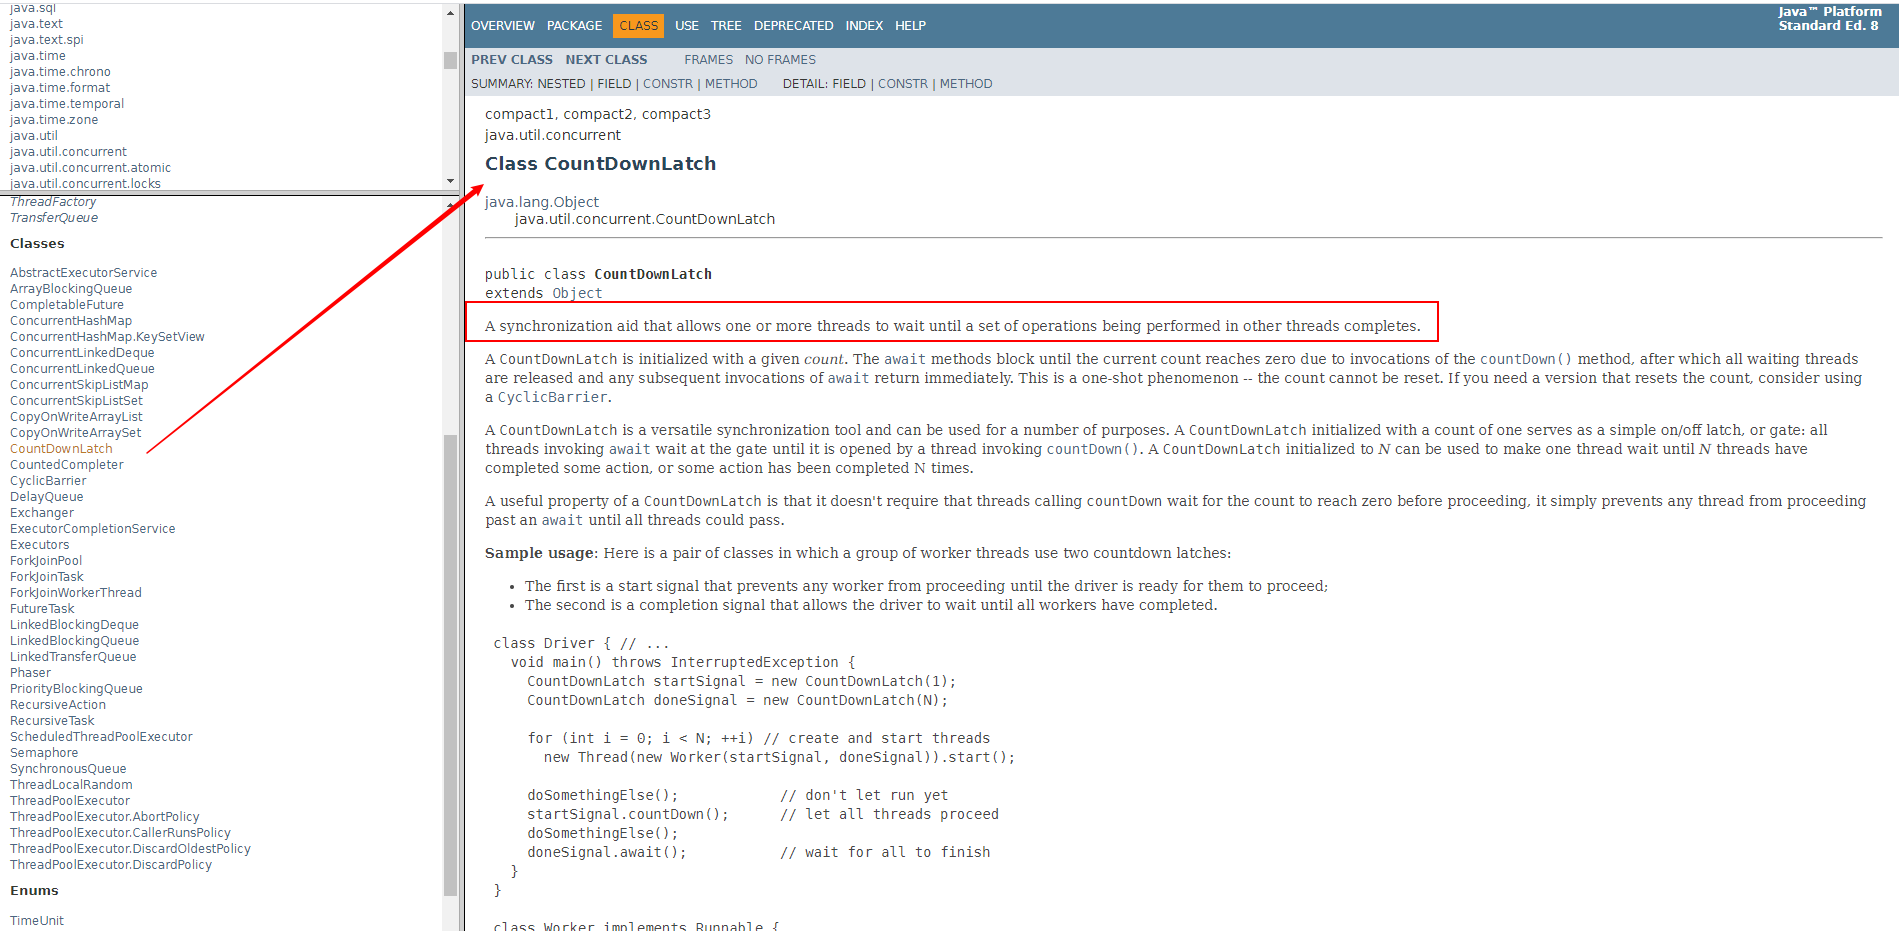 java.sql
java.text
java.text.spi
java.time
java.time.chrono
java.time.format
java.time.temporal
java.time.zone
java.util
java.util.concurrent
java.util.concurrent.atomic
java.util.concurrent.locks
ThreadFactory
TransferQueue
Classes
AbstractExecutorService
ArrayBlockingQueue
CompletableFuture
ConcurrentHashMap
ConcurrentHashMap.KeySetView
ConcurrentLinkedDeque
ConcurrentLinkedQueue
ConcurrentSkipListMap
ConcurrentSkipListSet
CopyOnWriteArrayList
CopyOnWriteArraySet
CountDownLatch
CountedCompleter
CyclicBarrier
DelayQueue
Exchanger
ExecutorCompletionService
Executors
ForkJoinPool
ForkJoinTask
ForkJoinWorkerThread
FutureTask
LinkedBlockingDeque
LinkedBlockingQueue
LinkedTransferQueue
Phaser
PriorityBlockingQueue
RecursiveAction
RecursiveTask
ScheduledThreadPoolExecutor
Semaphore
SynchronousQueue
ThreadLocalRandom
ThreadPoolExecutor
ThreadPoolExecutor.AbortPolicy
ThreadPoolExecutor.CallerRunsPolicy
ThreadPoolExecutor.DiscardOldestPolicy
ThreadPoolExecutor.DiscardPolicy
Enums
TimeUnit
OVERVIEW PACKAGE CLASS USE TREE DEPRECATED INDEX HELP
Java™ Platform
Standard Ed. 8
PREV CLASS NEXT CLASS FRAMES NO FRAMES
SUMMARY: NESTED | FIELD | CONSTR | METHOD DETAIL: FIELD | CONSTR | METHOD
compact1, compact2, compact3
java.util.concurrent
Class CountDownLatch
java.lang.Object
java.util.concurrent.CountDownLatch
public class CountDownLatch
extends Object
A synchronization aid that allows one or more threads to wait until a set of operations being performed in other threads completes.
A CountDownLatch is initialized with a given count. The await methods block until the current count reaches zero due to invocations of the countDown() method, after which all waiting threads
are released and any subsequent invocations of await return immediately. This is a one-shot phenomenon -- the count cannot be reset. If you need a version that resets the count, consider using
a CyclicBarrier.
A CountDownLatch is a versatile synchronization tool and can be used for a number of purposes. A CountDownLatch initialized with a count of one serves as a simple on/off latch, or gate: all
threads invoking await wait at the gate until it is opened by a thread invoking countDown(). A CountDownLatch initialized to N can be used to make one thread wait until N threads have
completed some action, or some action has been completed N times.
A useful property of a CountDownLatch is that it doesn't require that threads calling countDown wait for the count to reach zero before proceeding, it simply prevents any thread from proceeding
past an await until all threads could pass.
Sample usage: Here is a pair of classes in which a group of worker threads use two countdown latches:
• The first is a start signal that prevents any worker from proceeding until the driver is ready for them to proceed;
• The second is a completion signal that allows the driver to wait until all workers have completed.
class Driver { // ...
void main() throws InterruptedException {
CountDownLatch startSignal = new CountDownLatch(1);
CountDownLatch doneSignal = new CountDownLatch(N);
for (int i = 0; i < N; ++i) // create and start threads
new Thread(new Worker(startSignal, doneSignal)).start();
doSomethingElse(); // don't let run yet
startSignal.countDown(); // let all threads proceed
doSomethingElse();
doneSignal.await(); // wait for all to finish
}
}
class Worker implements Runnable {